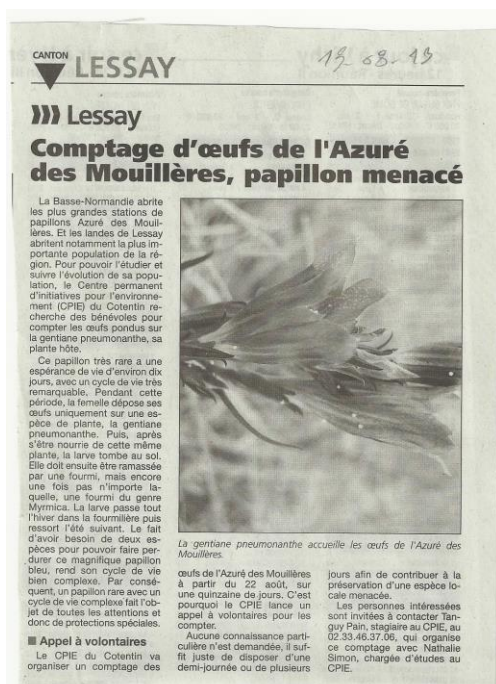 CANTON
LESSAY
13-08-13
Lessay
Comptage d'œufs de l'Azuré
des Mouillères, papillon menacé
La Basse-Normandie abrite
les plus grandes stations de
papillons Azuré des Mouil-
lères. Et les landes de Lessay
abritent notamment la plus im-
portante population de la ré-
gion. Pour pouvoir l'étudier et
suivre l'évolution de sa popu-
lation, le Centre permanent
d'initiatives pour l'environne-
ment (CPIE) du Cotentin re-
cherche des bénévoles pour
compter les œufs pondus sur
la gentiane pneumonanthe, sa
plante hôte.
Ce papillon très rare a une
espérance de vie d'environ dix
jours, avec un cycle de vie très
remarquable. Pendant cette
période, la femelle dépose ses
œufs uniquement sur une es-
pèce de plante, la gentiane
pneumonanthe. Puis, après
s'être nourrie de cette même
plante, la larve tombe au sol.
Elle doit ensuite être ramassée
par une fourmi, mais encore
une fois pas n'importe la-
quelle, une fourmi du genre
Myrmica. La larve passe tout
l'hiver dans la fourmilière puis
ressort l'été suivant. Le fait
d'avoir besoin de deux es-
pèces pour pouvoir faire per-
durer ce magnifique papillon
bleu, rend son cycle de vie
bien complexe. Par consé-
quent, un papillon rare avec un
cycle de vie complexe fait l'ob-
jet de toutes les attentions et
donc de protections spéciales.
■ Appel à volontaires
Le CPIE du Cotentin va
organiser un comptage des
La gentiane pneumonanthe accueille les œufs de l'Azuré des
Mouillères.
œufs de l'Azuré des Mouillères
à partir du 22 août, sur
une quinzaine de jours. C'est
pourquoi le CPIE lance un
appel à volontaires pour les
compter.
Aucune connaissance parti-
culière n'est demandée, il suf-
fit juste de disposer d'une
demi-journée ou de plusieurs
jours afin de contribuer à la
préservation d'une espèce lo-
cale menacée.
Les personnes intéressées
sont invitées à contacter Tan-
guy Pain, stagiaire au CPIE, au
02.33.46.37.06, qui organise
ce comptage avec Nathalie
Simon, chargée d'études au
CPIE.